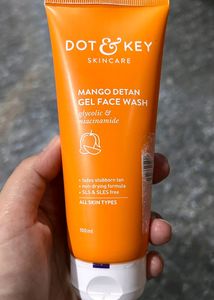 DOT & KEY
SKINCARE
MANGO DETAN
GEL FACE WASH
glycolic &
niacinamide
• fades stubborn tan
• non-drying formula
• SLS & SLES free
ALL SKIN TYPES
100ml